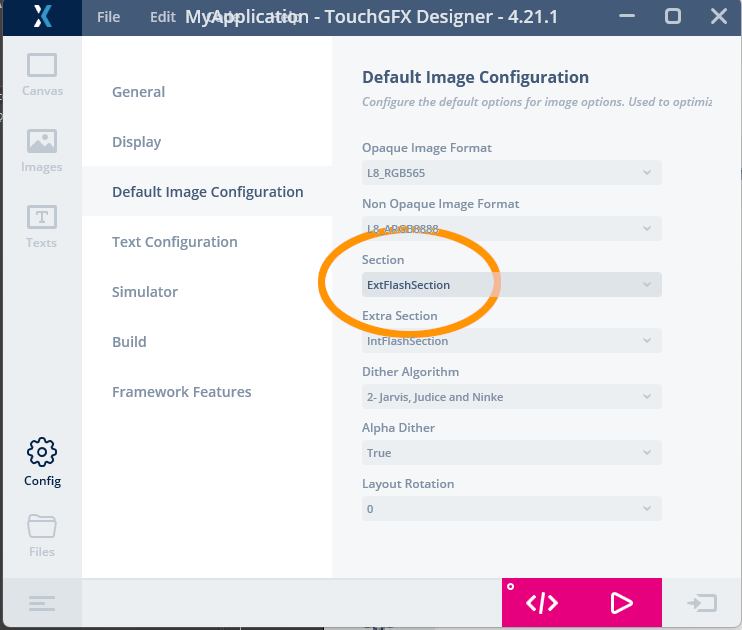 File Edit MyApplication - TouchGFX Designer - 4.21.1
Canvas
Images
Texts
Config
Files
General
Display
Default Image Configuration
Text Configuration
Simulator
Build
Framework Features
Default Image Configuration
Configure the default options for image options. Used to optimiz
Opaque Image Format
L8_RGB565
Non Opaque Image Format
L8_ARGB8888
Section
ExtFlashSection
Extra Section
IntFlashSection
Dither Algorithm
2- Jarvis, Judice and Ninke
Alpha Dither
True
Layout Rotation
0